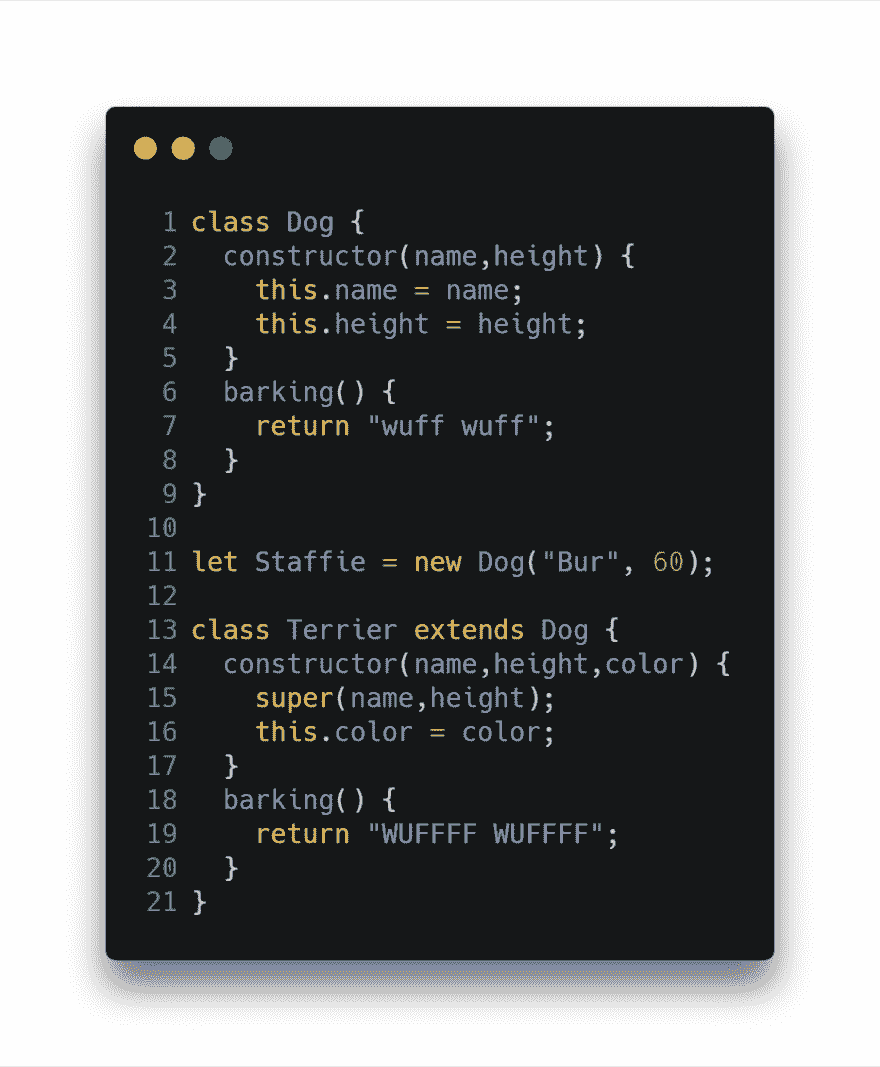 1 class Dog {
2   constructor(name,height) {
3     this.name = name;
4     this.height = height;
5   }
6   barking() {
7     return "wuff wuff";
8   }
9 }
10
11 let Staffie = new Dog("Bur", 60);
12
13 class Terrier extends Dog {
14   constructor(name,height,color) {
15     super(name,height);
16     this.color = color;
17   }
18   barking() {
19     return "WUFFFF WUFFFF";
20   }
21 }